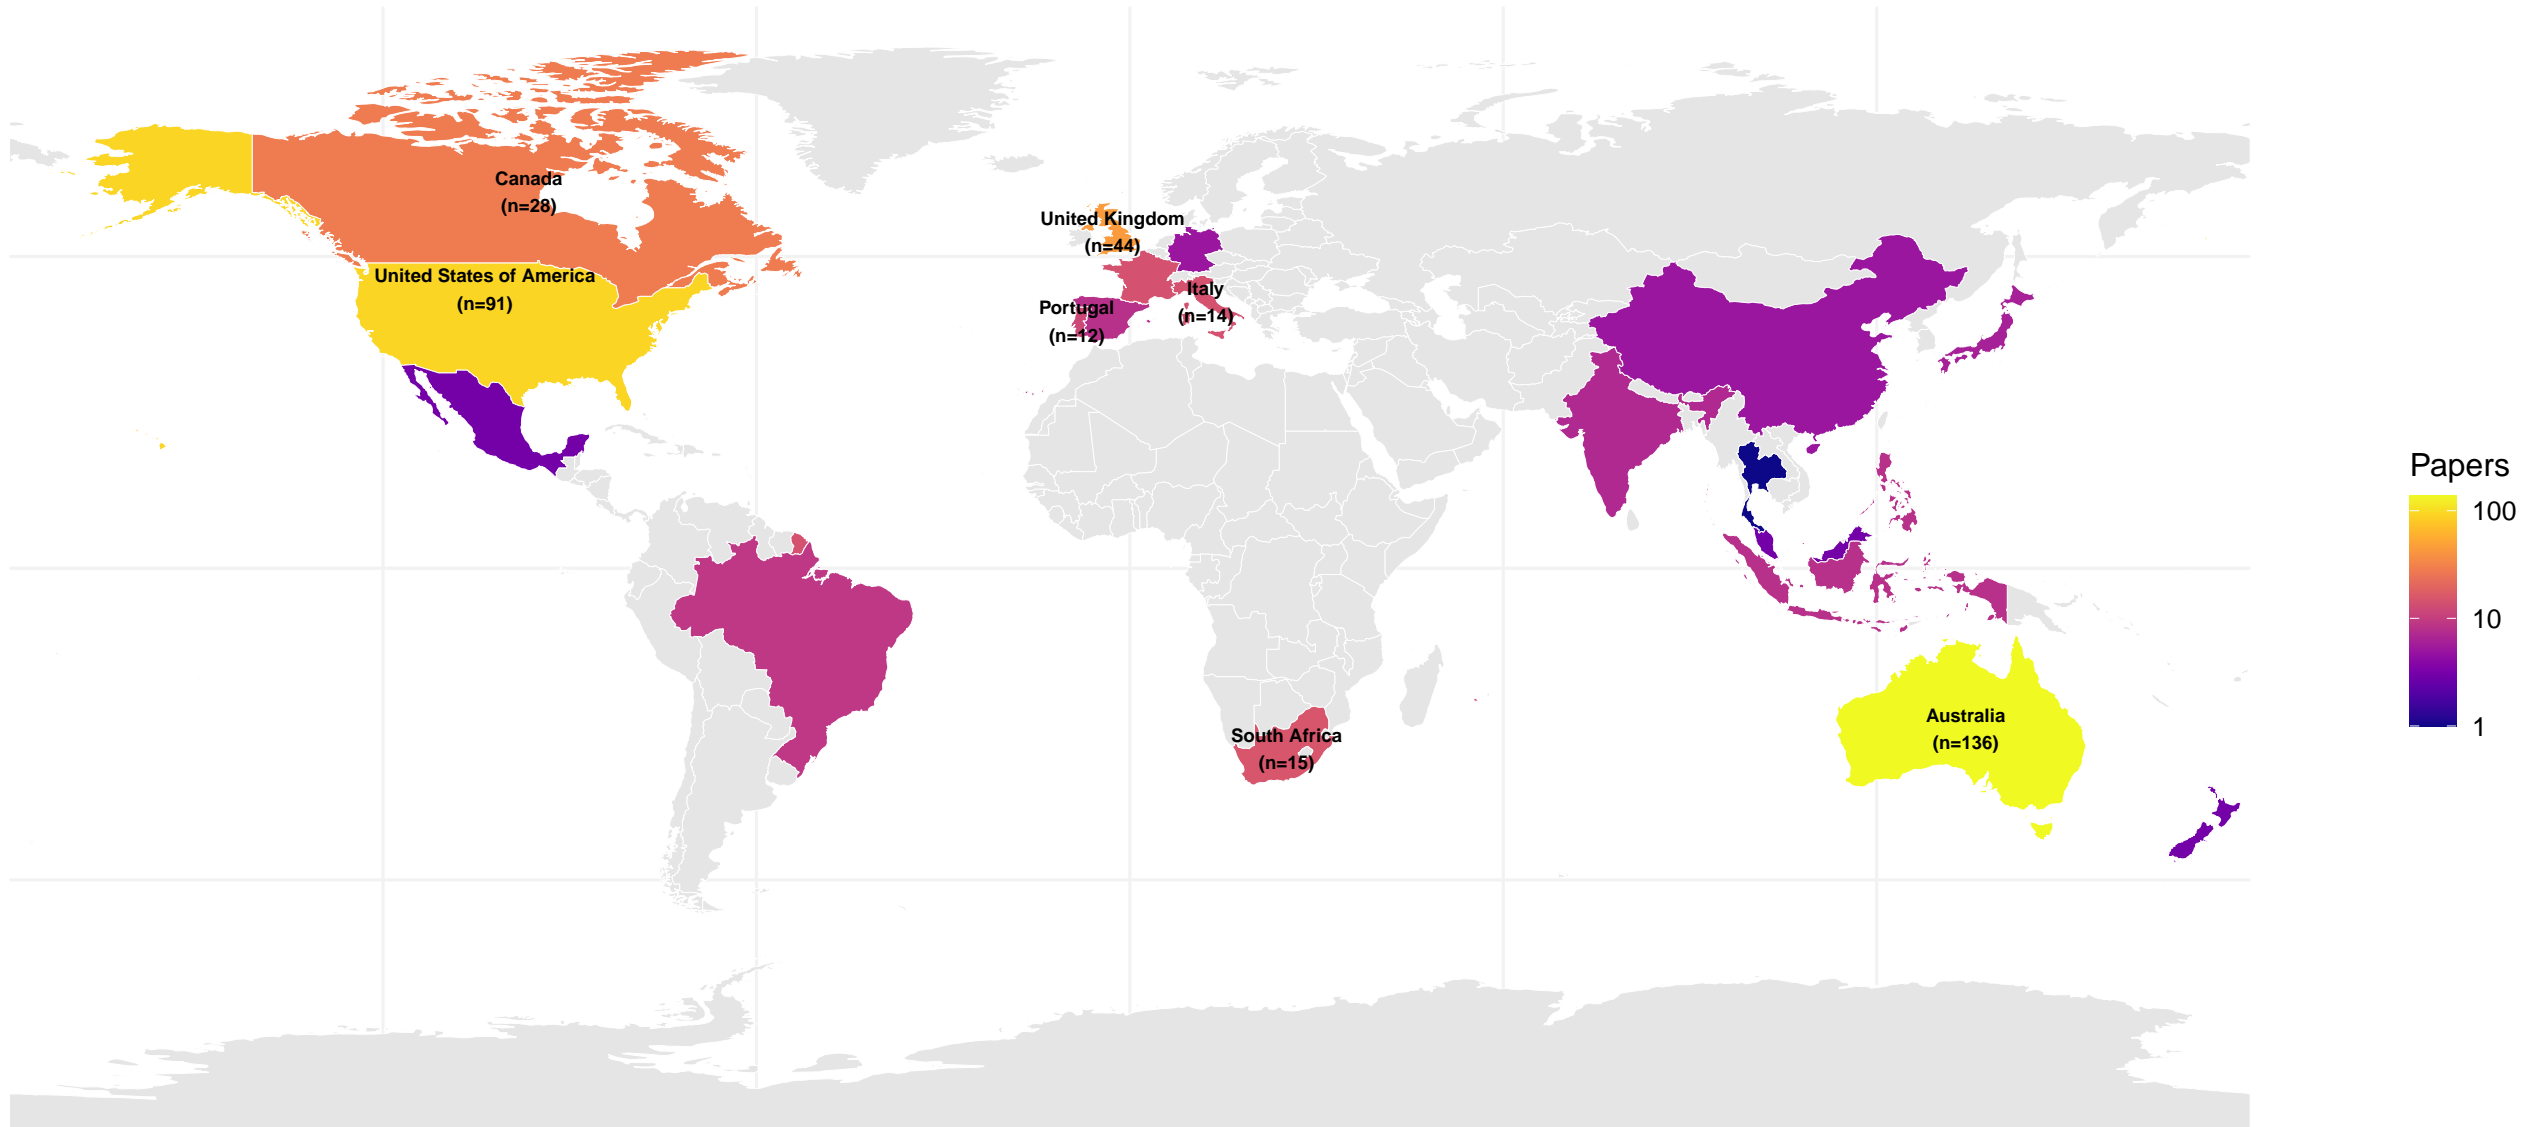 Canada
(n=28)
United Kingdom
(n=44)
United States of America
(n=91)
Italy
(n=14)
Portugal
(n=12)
Papers
100
10
1
Australia
(n=136)
South Africa
(n=15)